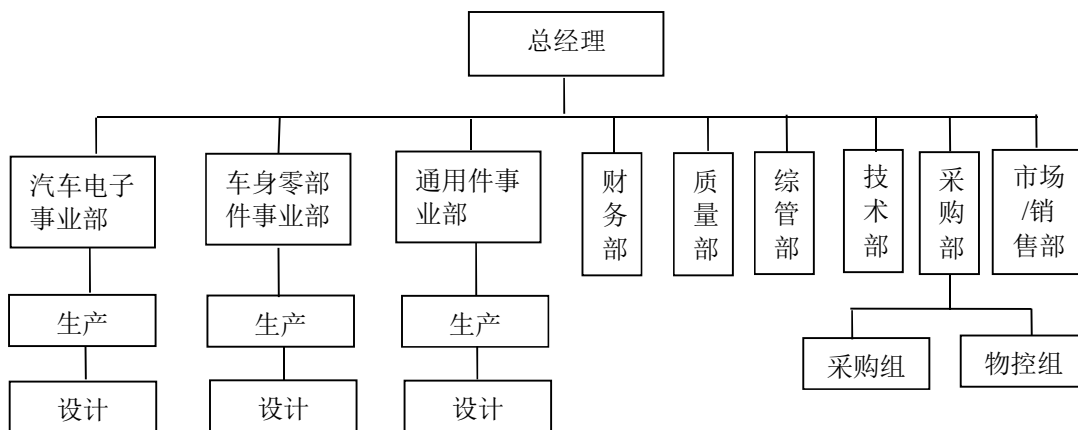 总经理
汽车电子
事业部
车身零部
件事业部
通用件事
业部
财务部
质量部
综管部
技术部
采购部
市场
/销
售部
生产
生产
生产
采购组
物控组
设计
设计
设计